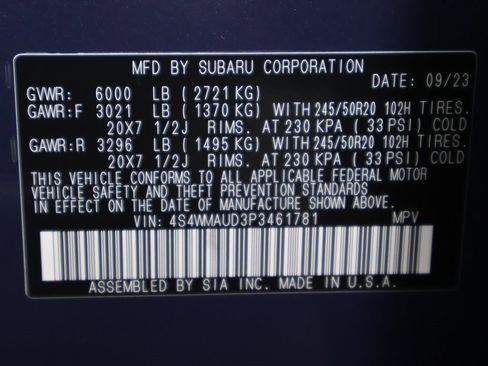 MFD BY SUBARU CORPORATION
DATE: 09/23
GVWR: 6000 LB (2721 KG)
GAWR:F 3021 LB (1370 KG) WITH 245/50R20 102H TIRES.
20X7 1/2J RIMS. AT 230 KPA (33 PSI) COLD
GAWR:R 3296 LB (1495 KG) WITH 245/50R20 102H TIRES.
20X7 1/2J RIMS. AT 230 KPA (33 PSI) COLD
THIS VEHICLE CONFORMS TO ALL APPLICABLE FEDERAL MOTOR
VEHICLE SAFETY AND THEFT PREVENTION STANDARDS
IN EFFECT ON THE DATE OF MANUFACTURE SHOWN ABOVE.
VIN: 4S4WMAUD3P3461781 MPV
ASSEMBLED BY SIA INC. MADE IN U.S.A.